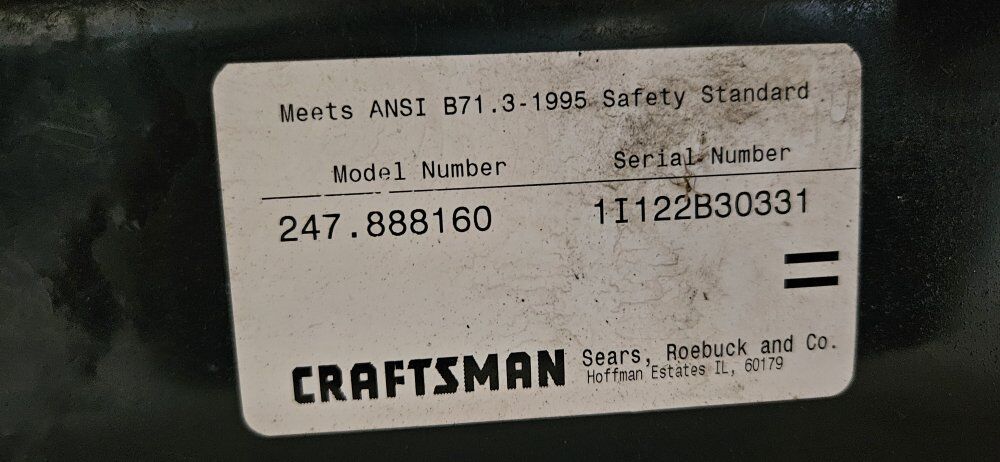 Meets ANSI B71.3-1995 Safety Standard
Model Number Serial Number
247.888160 1I122B30331
CRAFTSMAN Sears, Roebuck and Co.
Hoffman Estates IL, 60179